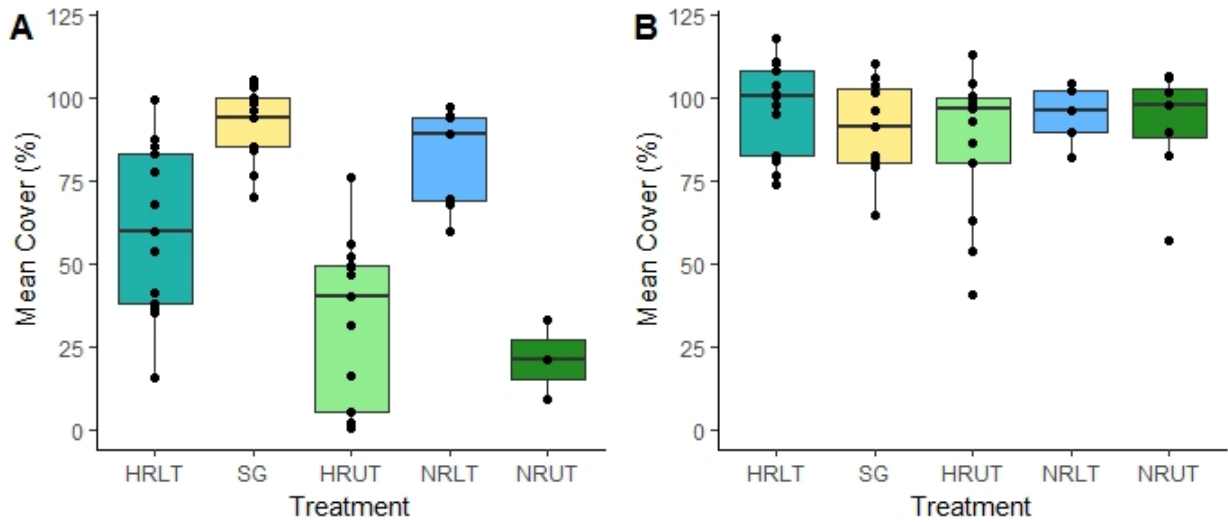 A
Mean Cover (%)
125
100
75
50
25
0
HRLT SG HRUT NRLT NRUT
Treatment
B
Mean Cover (%)
125
100
75
50
25
0
HRLT SG HRUT NRLT NRUT
Treatment